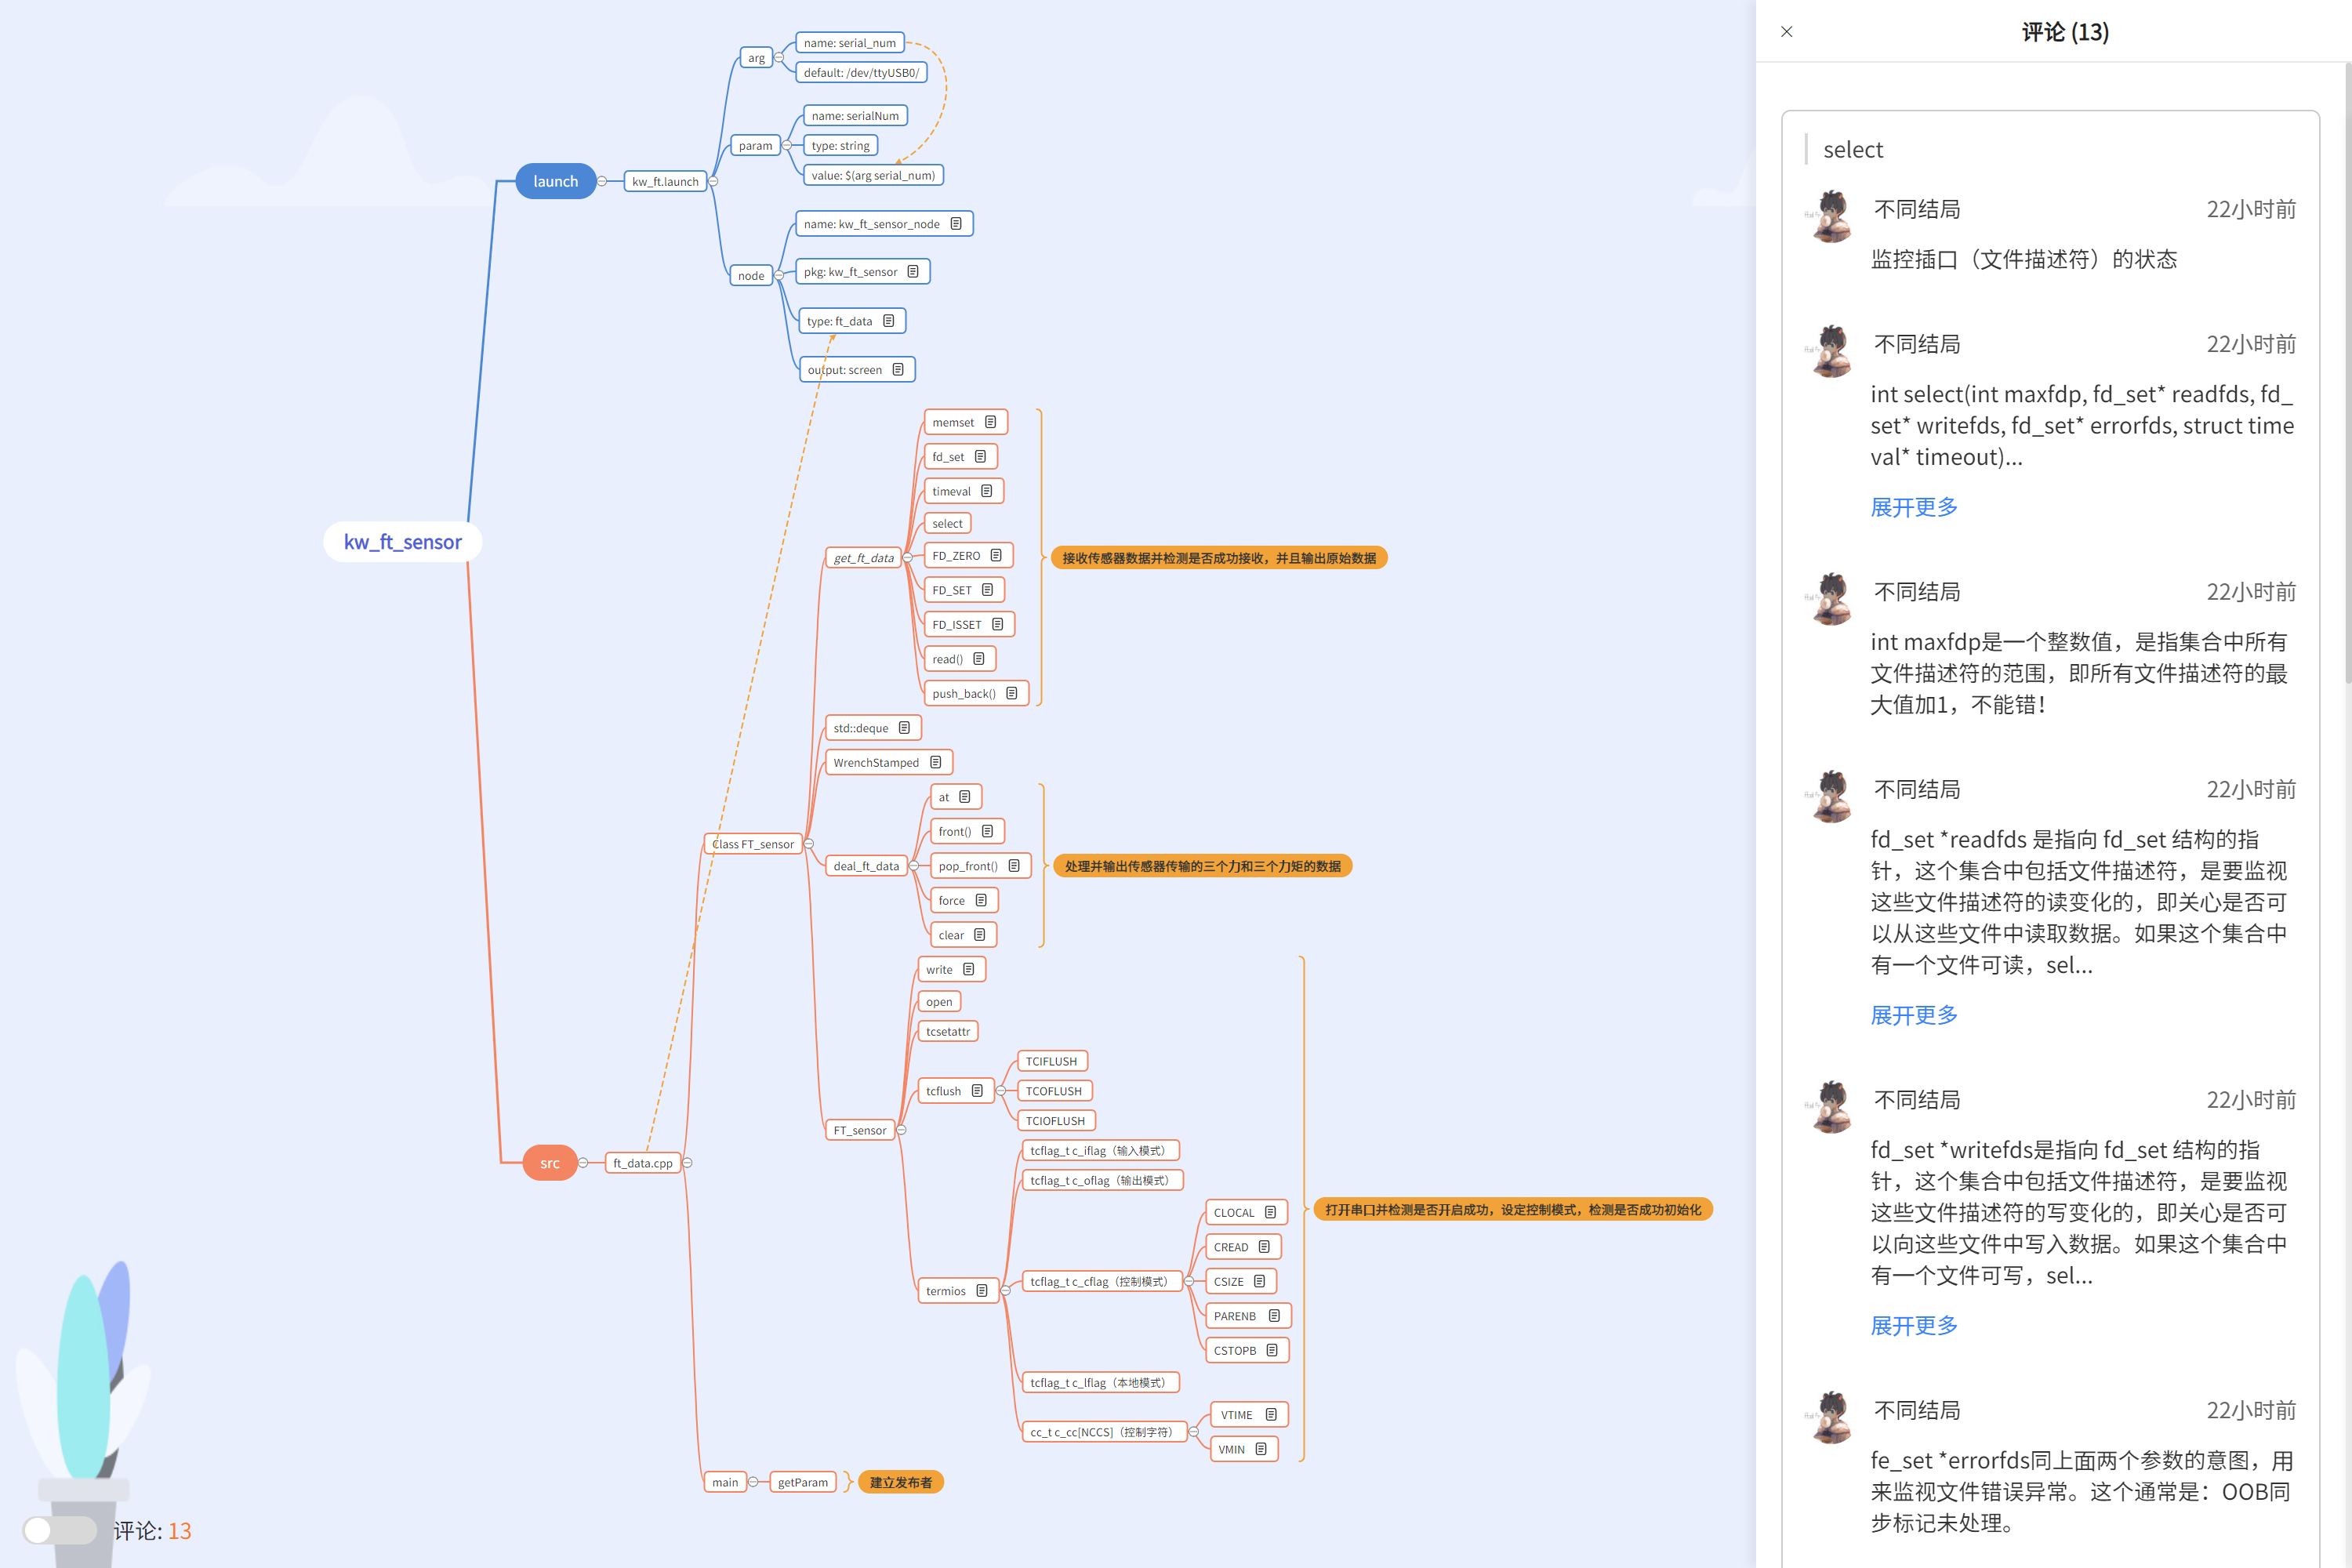 kw_ft_sensor
launch
kw_ft.launch
arg
name: serial_num
default: /dev/ttyUSB0/
param
name: serialNum
type: string
value: $(arg serial_num)
node
name: kw_ft_sensor_node
pkg: kw_ft_sensor
type: ft_data
output: screen
src
ft_data.cpp
Class FT_sensor
get_ft_data
memset
fd_set
timeval
select
FD_ZERO
FD_SET
FD_ISSET
read()
push_back()
接收传感器数据并检测是否成功接收，并且输出原始数据
std::deque
WrenchStamped
deal_ft_data
at
front()
pop_front()
force
clear
处理并输出传感器传输的三个力和三个力矩的数据
FT_sensor
write
open
tcsetattr
tcflush
TCIFLUSH
TCOFLUSH
TCIOFLUSH
termios
tcflag_t c_iflag（输入模式）
tcflag_t c_oflag（输出模式）
tcflag_t c_cflag（控制模式）
CLOCAL
CREAD
CSIZE
PARENB
CSTOPB
tcflag_t c_lflag（本地模式）
cc_t c_cc[NCCS]（控制字符）
VTIME
VMIN
打开串口并检测是否开启成功，设定控制模式，检测是否成功初始化
main
getParam
建立发布者
评论: 13
评论 (13)
select
不同结局 22小时前
监控插口（文件描述符）的状态
不同结局 22小时前
int select(int maxfdp, fd_set* readfds, fd_
set* writefds, fd_set* errorfds, struct time
val* timeout)...
展开更多
不同结局 22小时前
int maxfdp是一个整数值，是指集合中所有
文件描述符的范围，即所有文件描述符的最
大值加1，不能错！
不同结局 22小时前
fd_set *readfds 是指向 fd_set 结构的指
针，这个集合中包括文件描述符，是要监视
这些文件描述符的读变化的，即关心是否可
以从这些文件中读取数据。如果这个集合中
有一个文件可读，sel...
展开更多
不同结局 22小时前
fd_set *writefds是指向 fd_set 结构的指
针，这个集合中包括文件描述符，是要监视
这些文件描述符的写变化的，即关心是否可
以向这些文件中写入数据。如果这个集合中
有一个文件可写，sel...
展开更多
不同结局 22小时前
fe_set *errorfds同上面两个参数的意图，用
来监视文件错误异常。这个通常是：OOB同
步标记未处理。